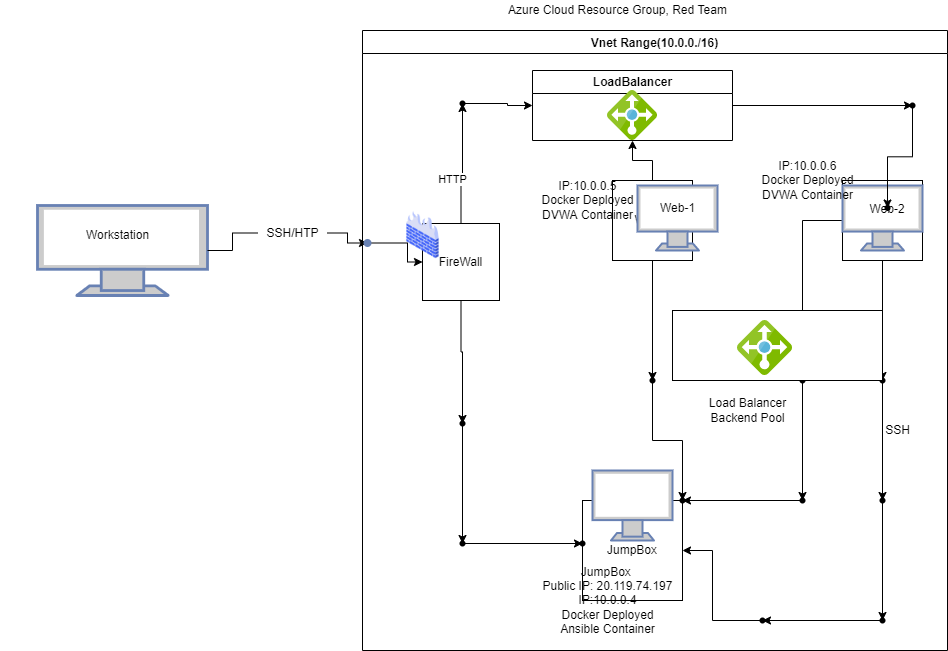 Azure Cloud Resource Group, Red Team
Vnet Range(10.0.0./16)
LoadBalancer
HTTP
IP:10.0.0.5
Docker Deployed
DVWA Container
Web-1
IP:10.0.0.6
Docker Deployed
DVWA Container
Web-2
Workstation
SSH/HTP
FireWall
Load Balancer
Backend Pool
SSH
JumpBox
JumpBox
Public IP: 20.119.74.197
IP:10.0.0.4
Docker Deployed
Ansible Container